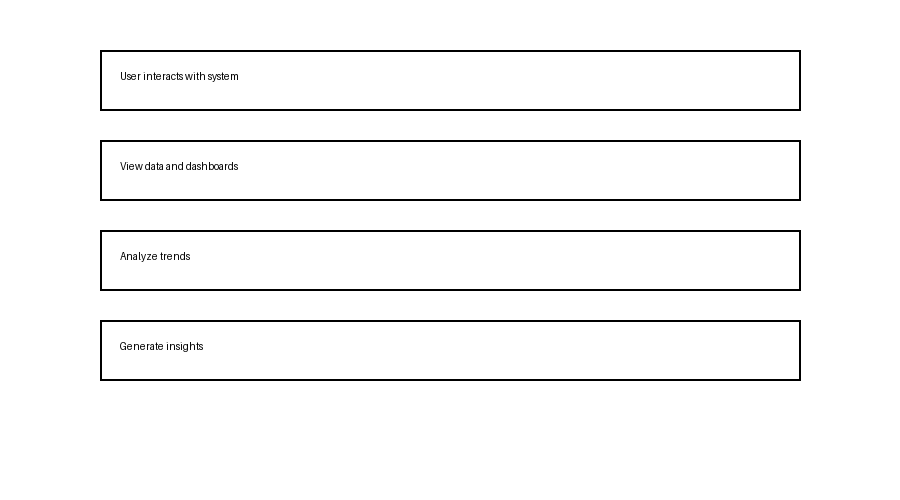 User interacts with system
View data and dashboards
Analyze trends
Generate insights